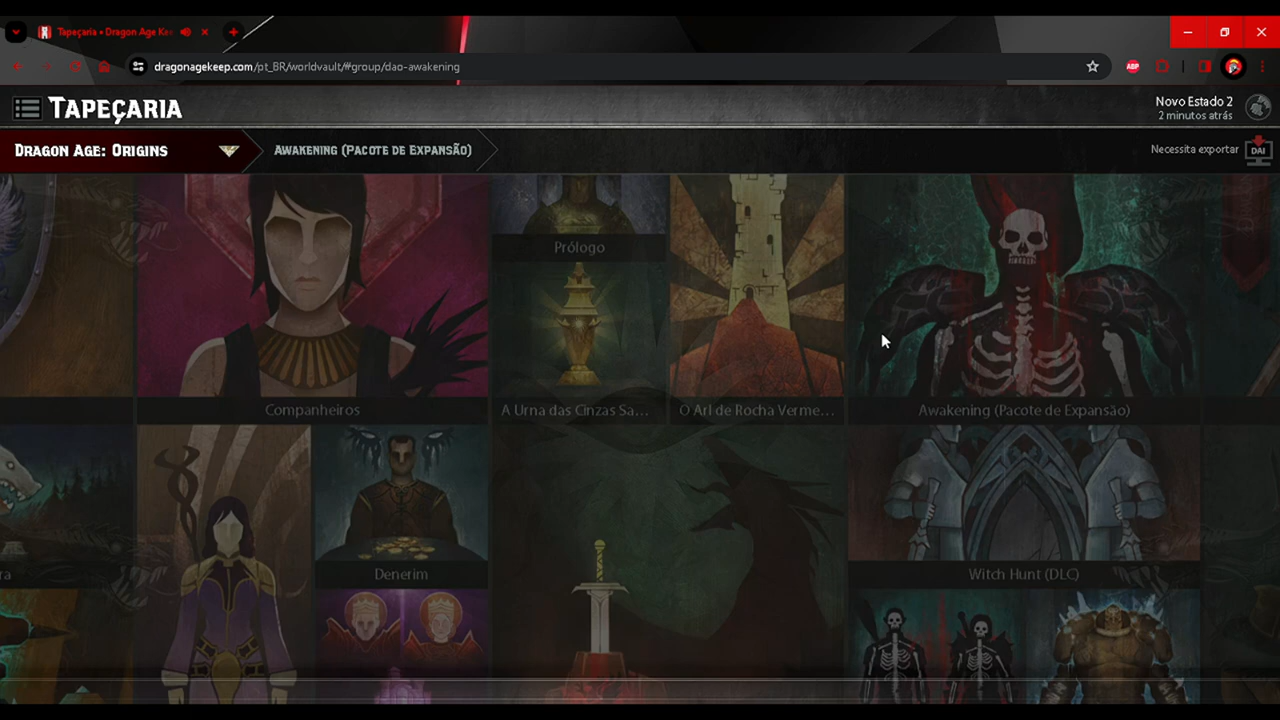 Tapeçaria • Dragon Age Ke
dragonagekeep.com/pt_BR/worldvault/#group/dao-awakening
ABP
Tapeçaria
Novo Estado 2
2 minutos atrás
Dragon Age: Origins
Awakening (Pacote de Expansão)
Necessita exportar
DAI
Prólogo
Companheiros
A Urna das Cinzas Sa...
O Arl de Rocha Verme...
Awakening (Pacote de Expansão)
ra
Denerim
Witch Hunt (DLC)